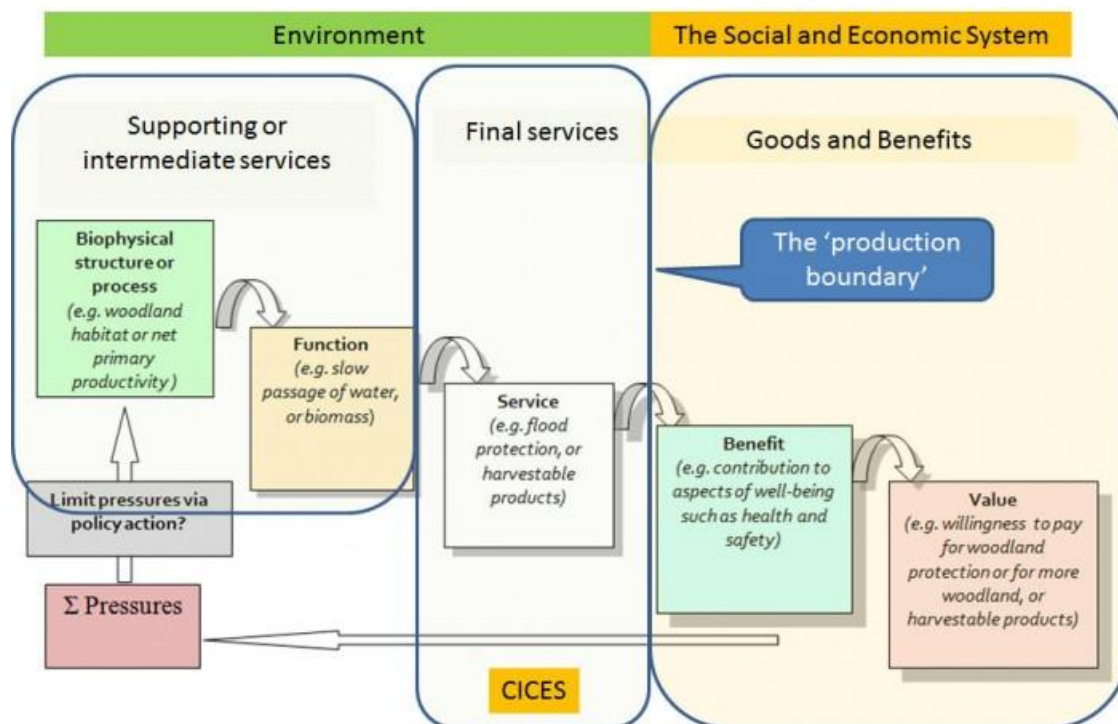 Environment
The Social and Economic System
Supporting or
intermediate services
Final services
Goods and Benefits
The ‘production
boundary’
Biophysical
structure or
process
(e.g. woodland
habitat or net
primary
productivity )
Function
(e.g. slow
passage of water,
or biomass)
Service
(e.g. flood
protection, or
harvestable
products)
Benefit
(e.g. contribution to
aspects of well-being
such as health and
safety)
Value
(e.g. willingness to pay
for woodland
protection or for more
woodland, or
harvestable products)
Limit pressures via
policy action?
Σ Pressures
CICES